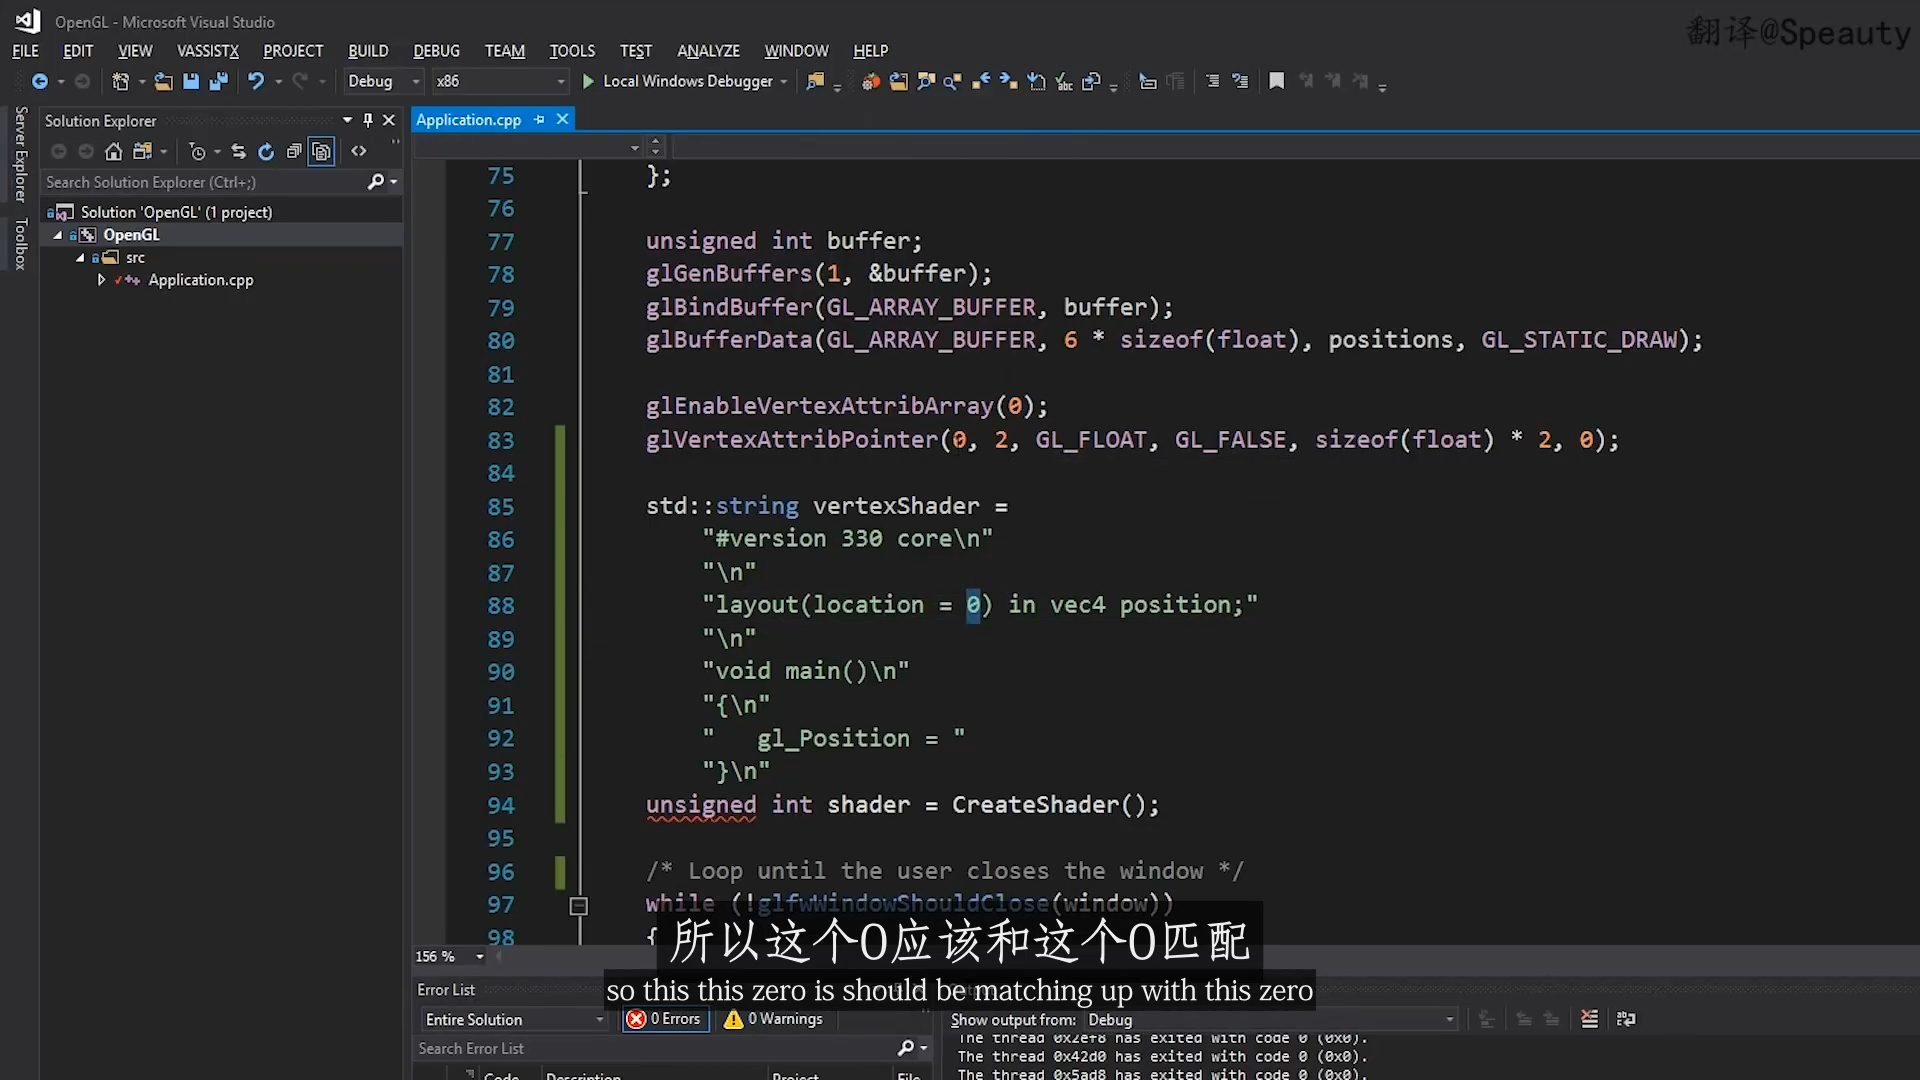 OpenGL - Microsoft Visual Studio
翻译@Speauty
FILE EDIT VIEW VASSISTX PROJECT BUILD DEBUG TEAM TOOLS TEST ANALYZE WINDOW HELP
Debug x86 Local Windows Debugger
Server Explorer
Toolbox
Solution Explorer
Search Solution Explorer (Ctrl+;)
Solution 'OpenGL' (1 project)
OpenGL
src
Application.cpp
Application.cpp
75 };
76
77 unsigned int buffer;
78 glGenBuffers(1, &buffer);
79 glBindBuffer(GL_ARRAY_BUFFER, buffer);
80 glBufferData(GL_ARRAY_BUFFER, 6 * sizeof(float), positions, GL_STATIC_DRAW);
81
82 glEnableVertexAttribArray(0);
83 glVertexAttribPointer(0, 2, GL_FLOAT, GL_FALSE, sizeof(float) * 2, 0);
84
85 std::string vertexShader =
86 "#version 330 core\n"
87 "\n"
88 "layout(location = 0) in vec4 position;"
89 "\n"
90 "void main()\n"
91 "{\n"
92 "   gl_Position = "
93 "}\n"
94 unsigned int shader = CreateShader();
95
96 /* Loop until the user closes the window */
97 while (!glfwWindowShouldClose(window))
98 {
所以这个0应该和这个0匹配
156 %
so this this zero is should be matching up with this zero
Error List
Entire Solution 0 Errors 0 Warnings
Search Error List
Code Description Project File
Show output from: Debug
The thread 0x2ef8 has exited with code 0 (0x0).
The thread 0x42d0 has exited with code 0 (0x0).
The thread 0x5ad8 has exited with code 0 (0x0).